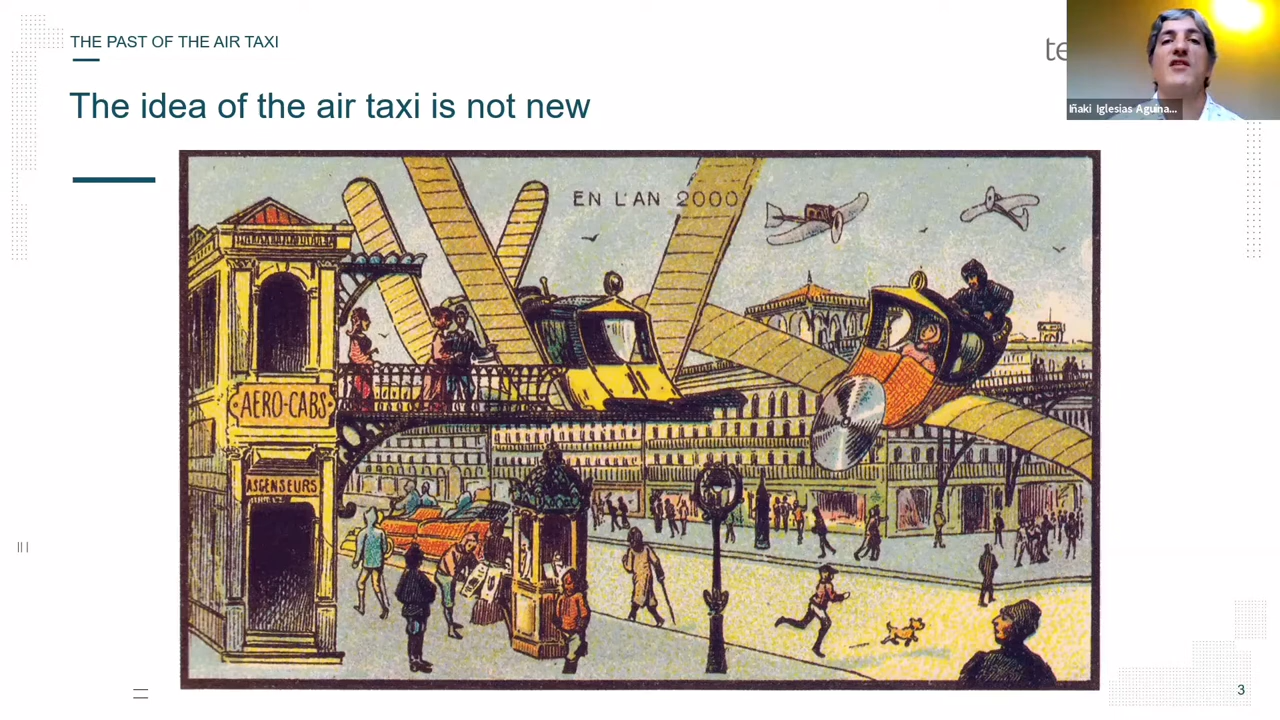 THE PAST OF THE AIR TAXI
te
The idea of the air taxi is not new
Iñaki Iglesias Aguina...
EN L'AN 2000
AERO-CABS
ASCENSEURS
3